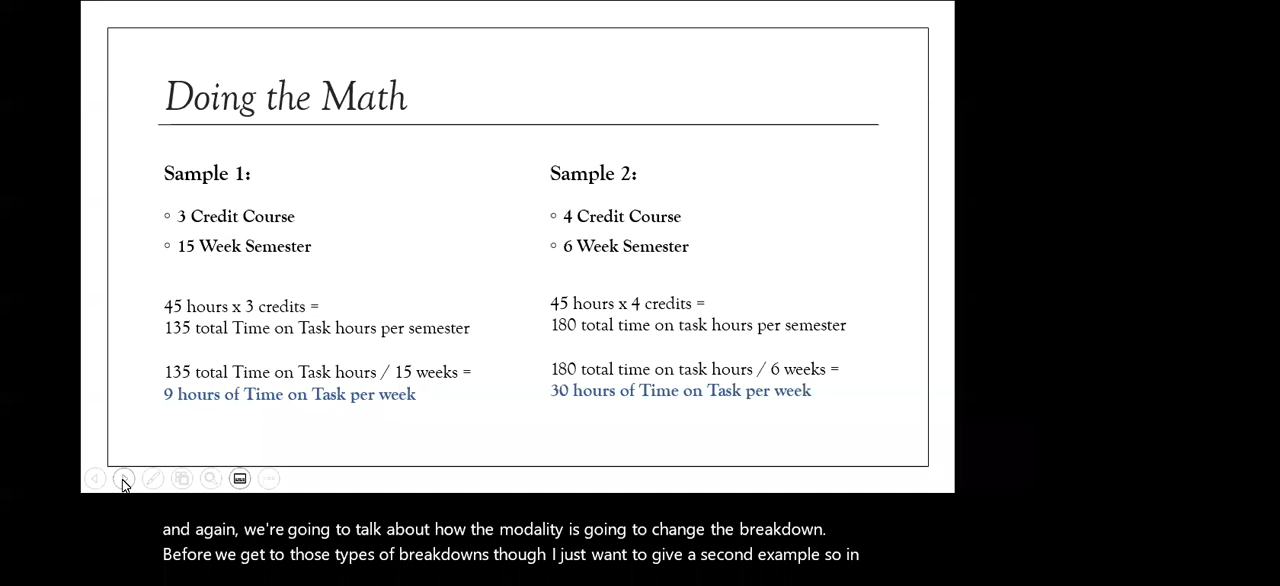 Doing the Math
Sample 1:
3 Credit Course
15 Week Semester
45 hours x 3 credits =
135 total Time on Task hours per semester
135 total Time on Task hours / 15 weeks =
9 hours of Time on Task per week
Sample 2:
4 Credit Course
6 Week Semester
45 hours x 4 credits =
180 total time on task hours per semester
180 total time on task hours / 6 weeks =
30 hours of Time on Task per week
and again, we're going to talk about how the modality is going to change the breakdown.
Before we get to those types of breakdowns though I just want to give a second example so in